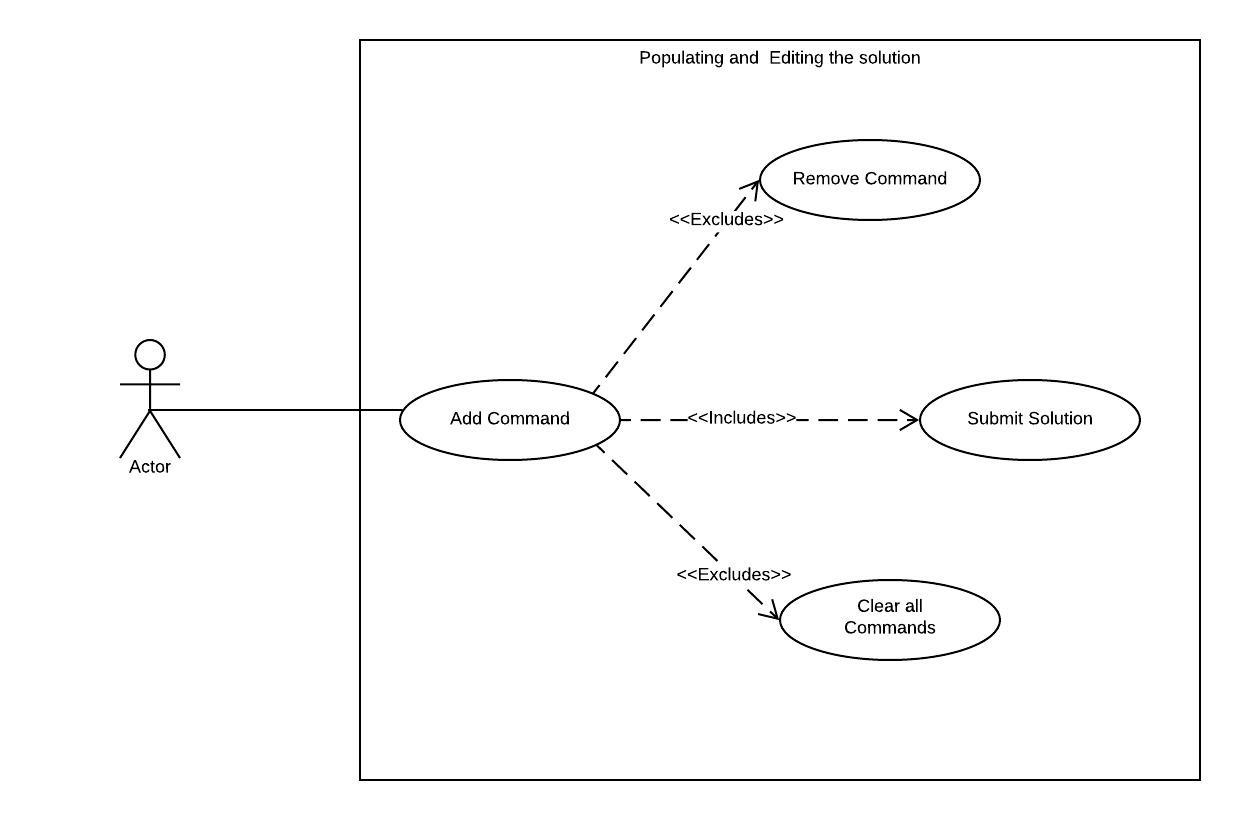 Populating and  Editing the solution
Remove Command
<<Excludes>>
Actor
Add Command
<<Includes>>
Submit Solution
<<Excludes>>
Clear all
Commands